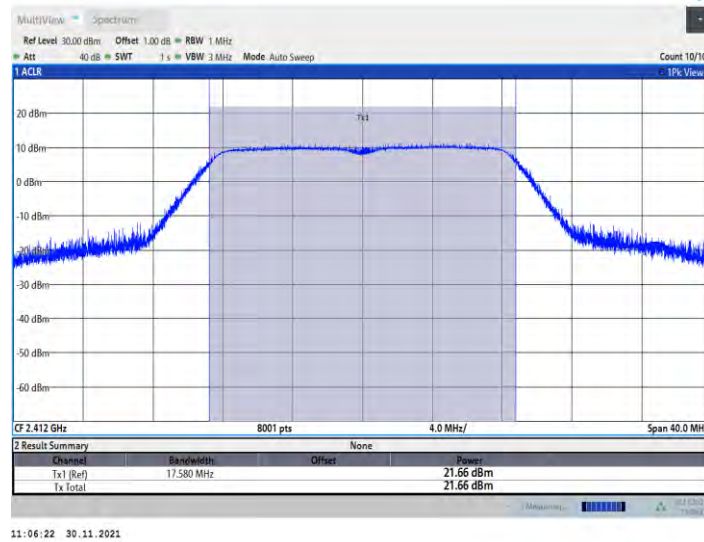 MultiView Spectrum
Ref Level 30.00 dBm Offset 1.00 dB RBW 1 MHz
Att 40 dB SWT 1 s VBW 3 MHz Mode Auto Sweep Count 10/10
1 ACLR 1Pk View
Tx1
20 dBm
10 dBm
0 dBm
-10 dBm
-20 dBm
-30 dBm
-40 dBm
-50 dBm
-60 dBm
CF 2.412 GHz 8001 pts 4.0 MHz/ Span 40.0 MH
2 Result Summary None
Channel Bandwidth Offset Power
Tx1 (Ref) 17.580 MHz 21.66 dBm
Tx Total 21.66 dBm
11:06:22 30.11.2021